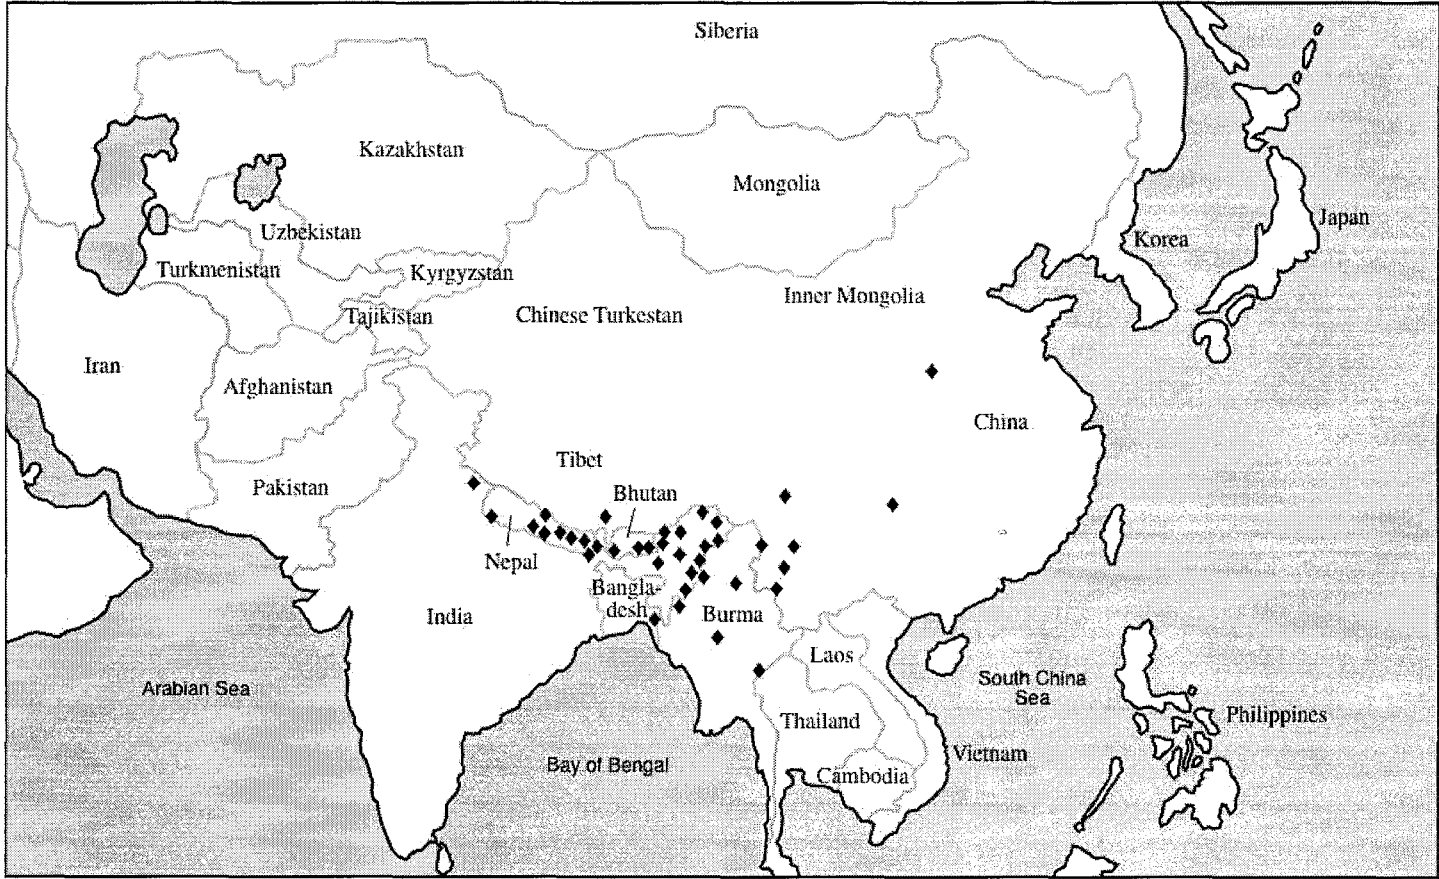 Siberia
Kazakhstan
Mongolia
Japan
Uzbekistan
Korea
Turkmenistan
Kyrgyzstan
Inner Mongolia
Tajikistan
Chinese Turkestan
Iran
Afghanistan
China
Tibet
Pakistan
Bhutan
Nepal
Bangla-
desh
India
Burma
Laos
Arabian Sea
South China
Sea
Thailand
Philippines
Vietnam
Bay of Bengal
Cambodia